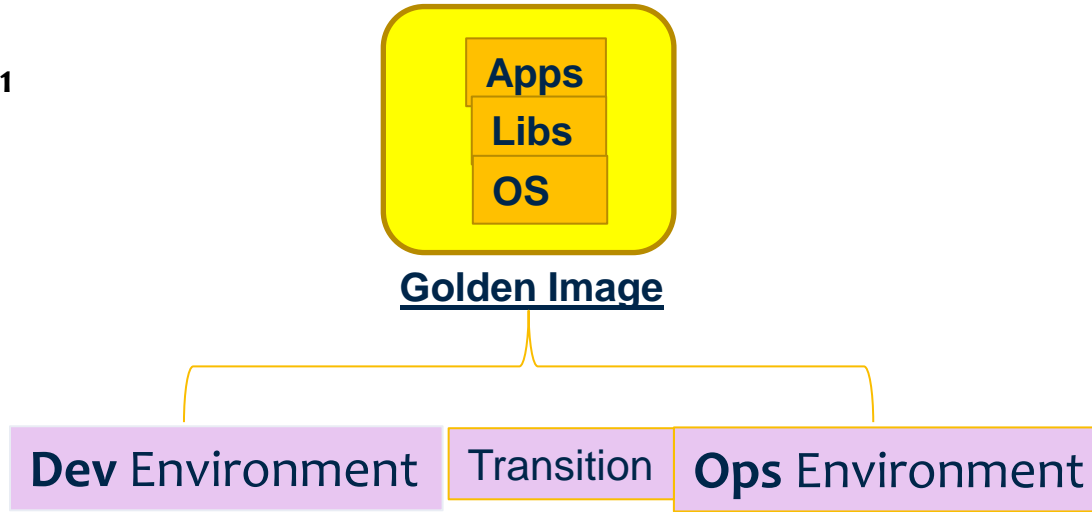 1
Apps
Libs
OS
Golden Image
Dev Environment
Transition
Ops Environment